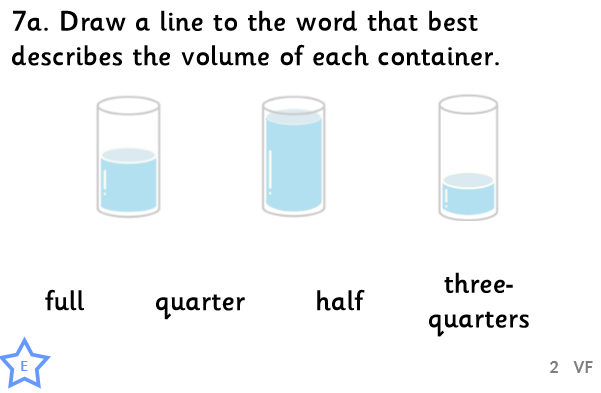 7a. Draw a line to the word that best
describes the volume of each container.
full quarter half three-
quarters
E
2 VF